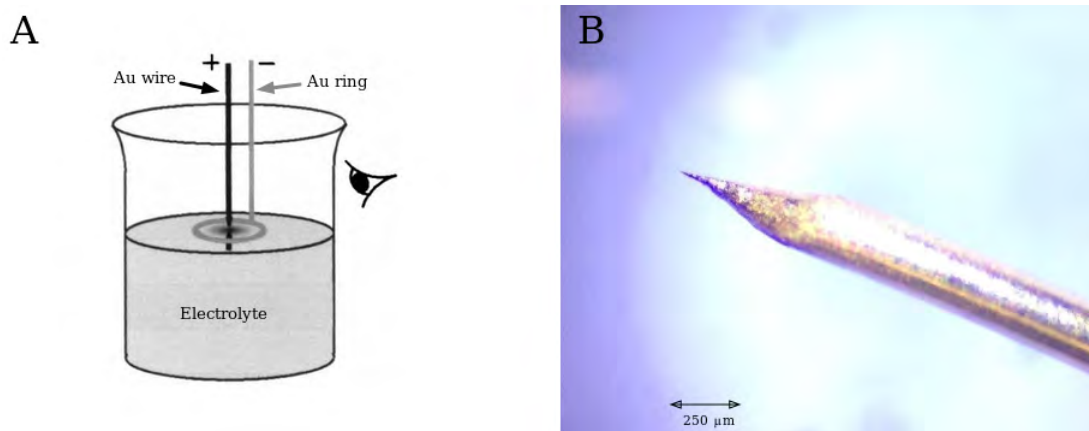 A
+
−
Au wire
Au ring
Electrolyte
B
250 µm